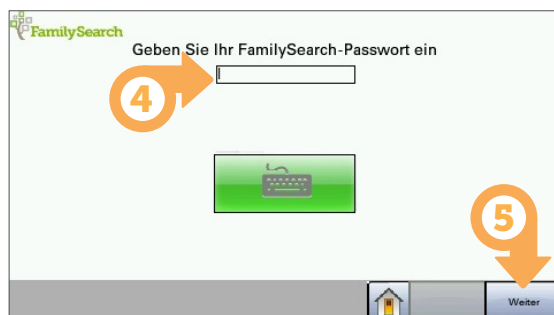 FamilySearch
Geben Sie Ihr FamilySearch-Passwort ein
4
5
Weiter